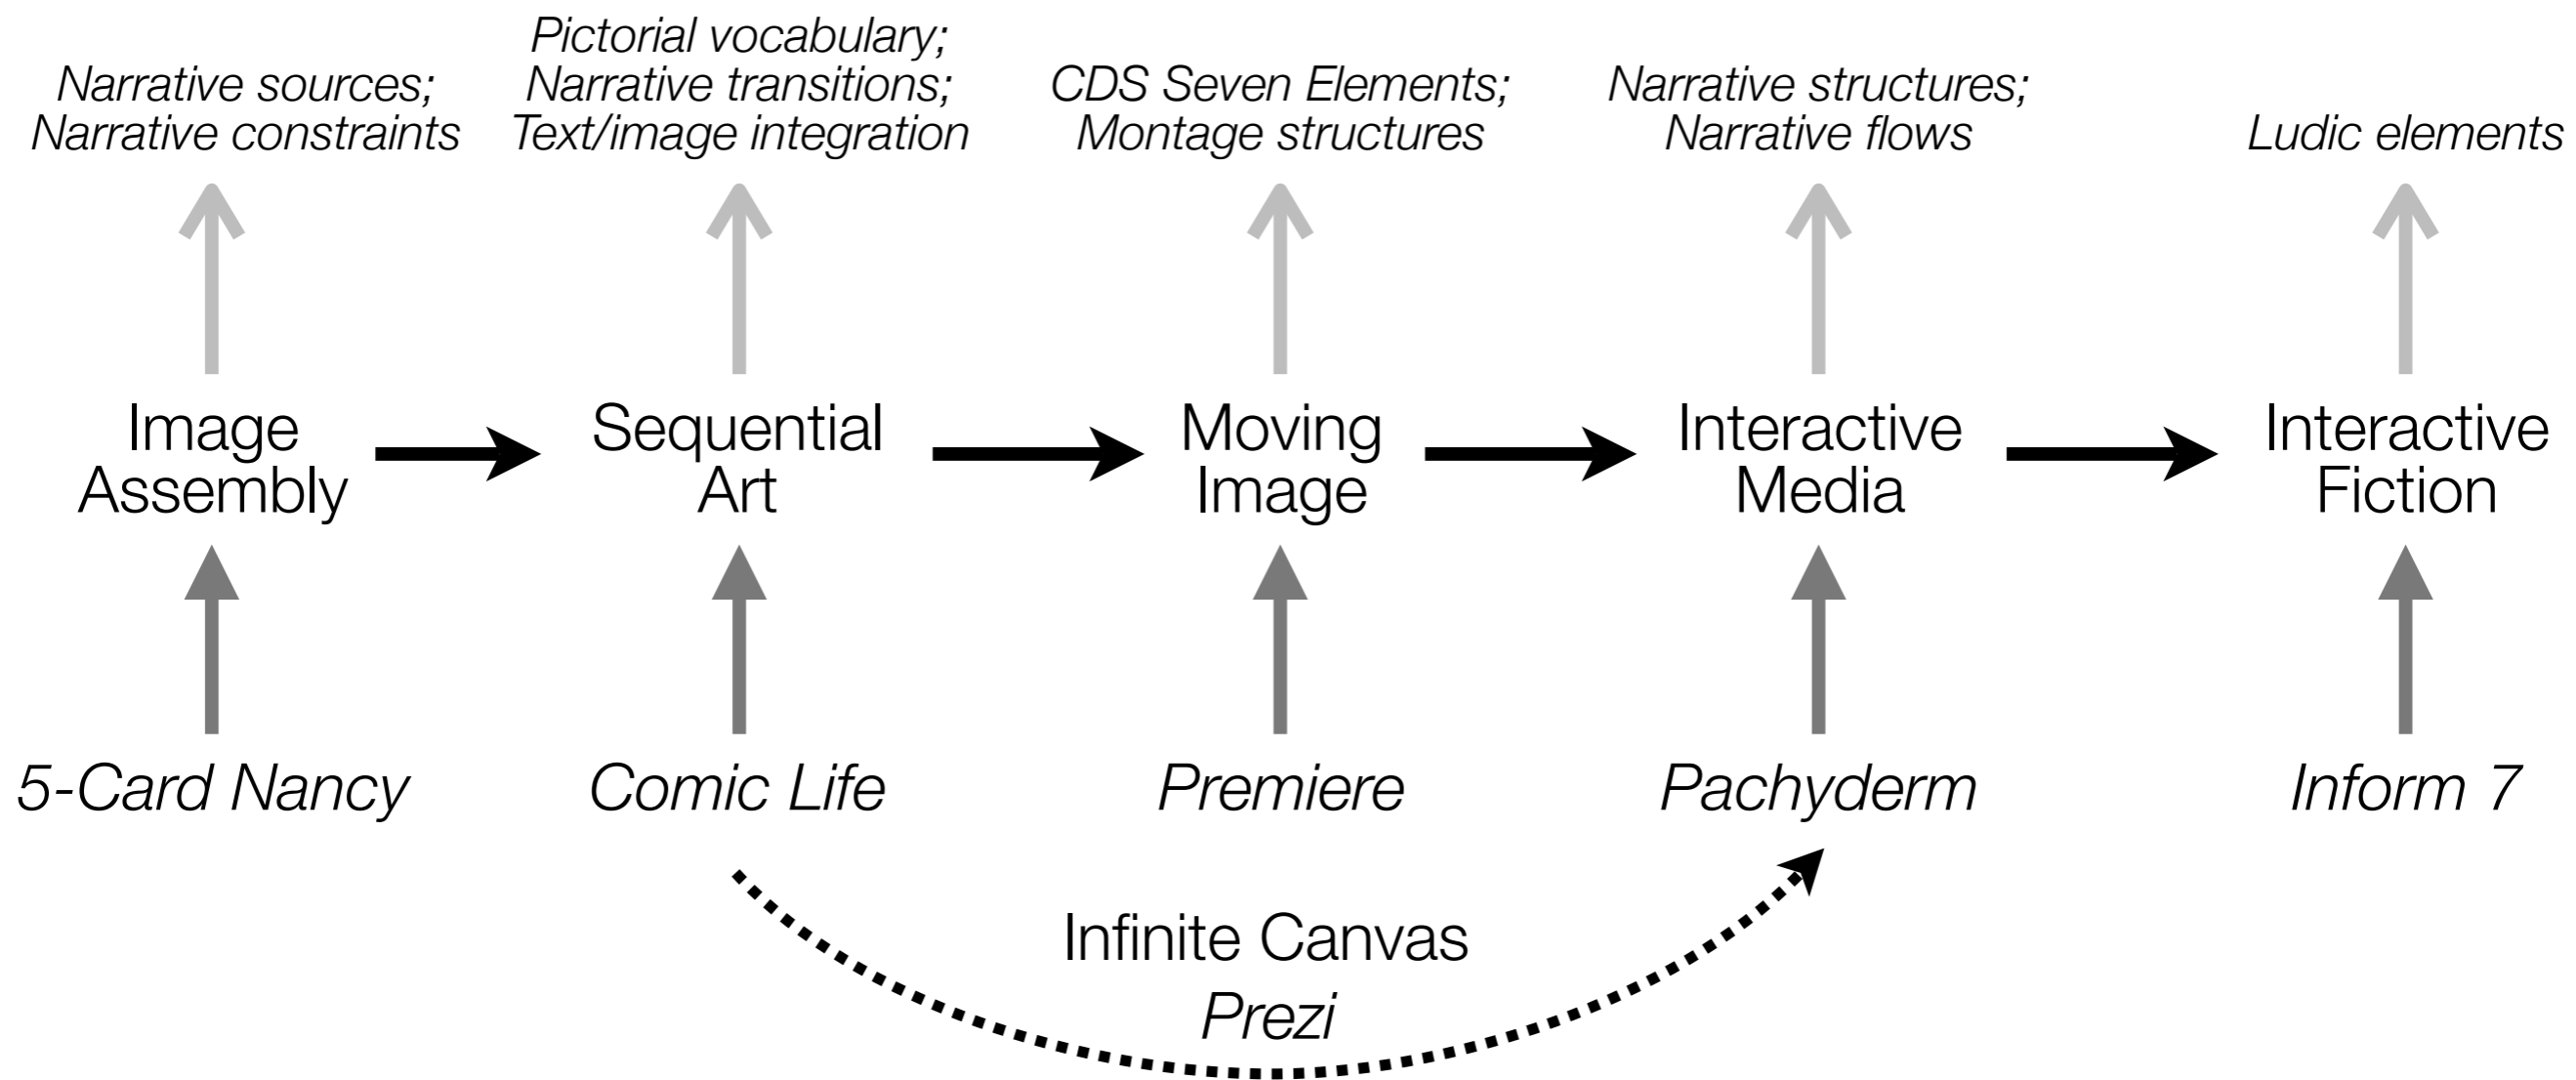 Narrative sources;
Narrative constraints
Pictorial vocabulary;
Narrative transitions;
Text/image integration
CDS Seven Elements;
Montage structures
Narrative structures;
Narrative flows
Ludic elements
Image
Assembly
Sequential
Art
Moving
Image
Interactive
Media
Interactive
Fiction
5-Card Nancy
Comic Life
Premiere
Pachyderm
Inform 7
Infinite Canvas
Prezi